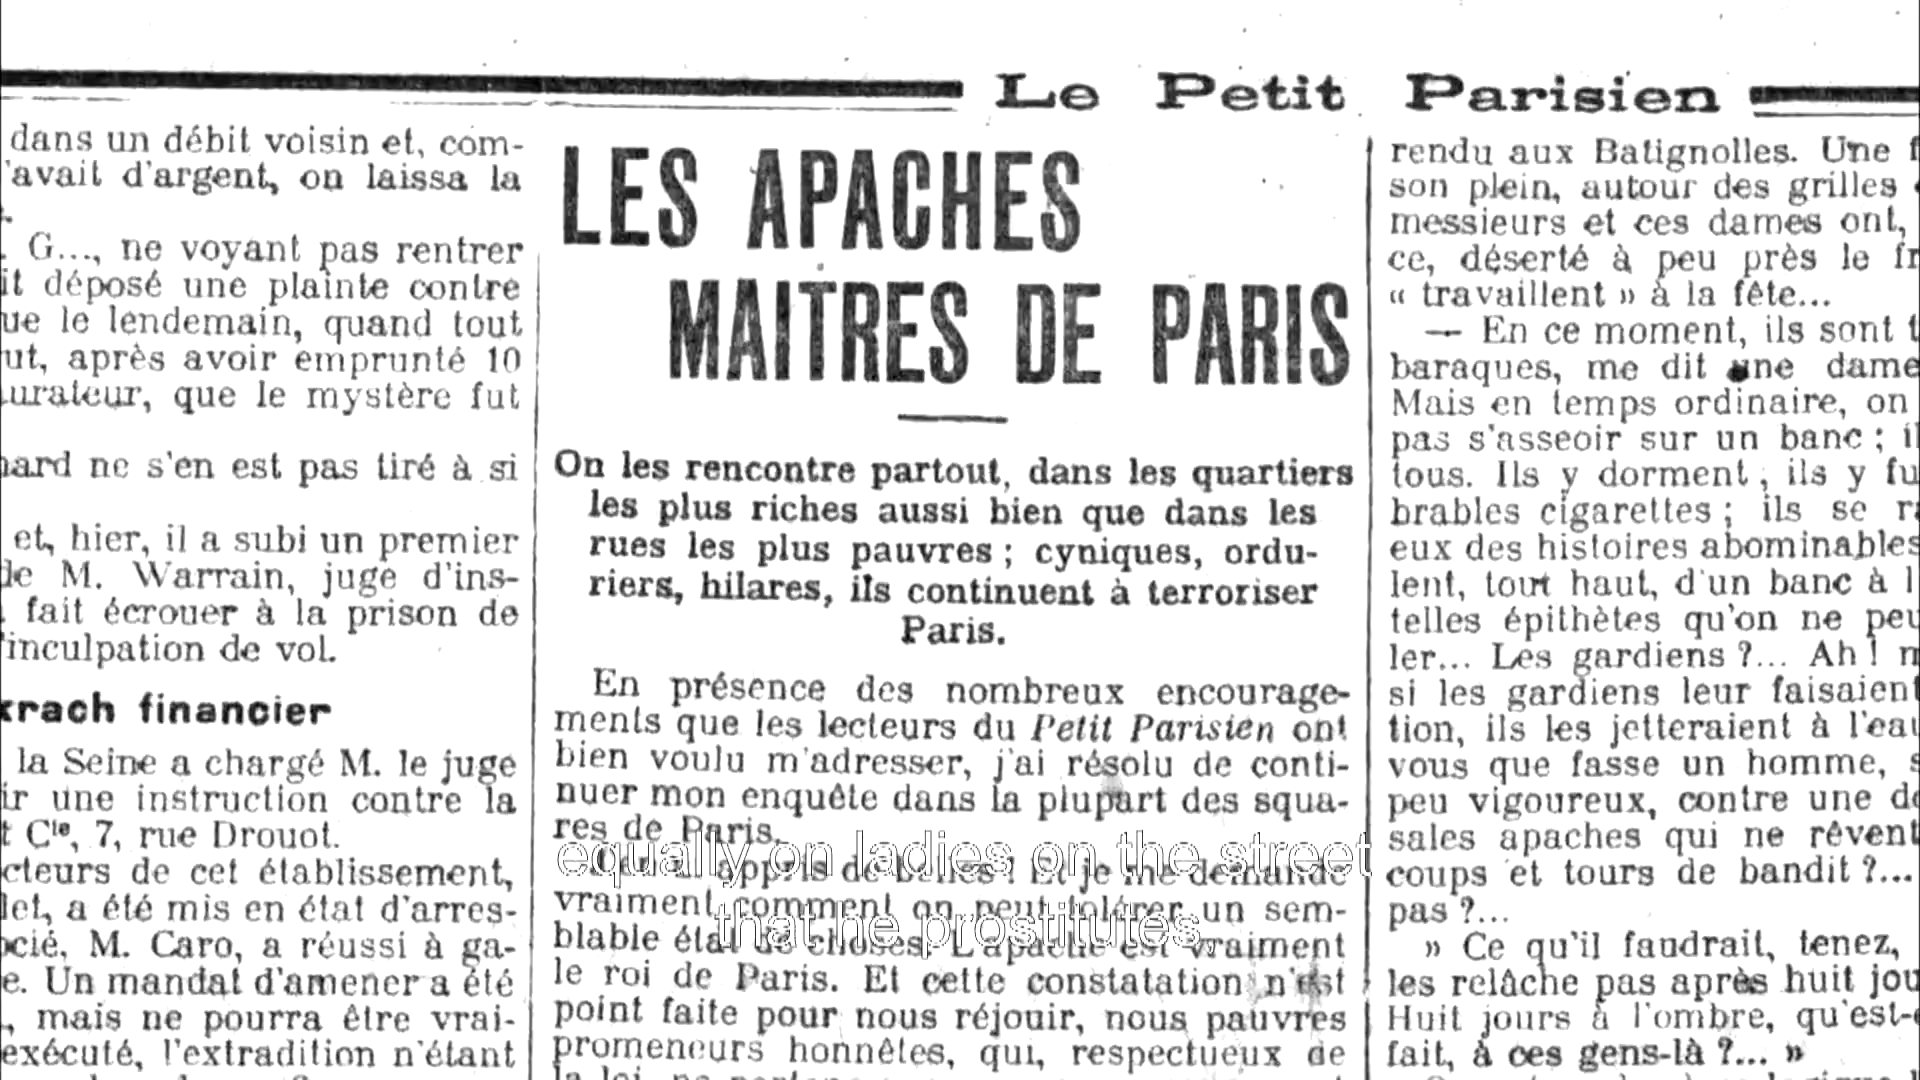 Le Petit Parisien
dans un débit voisin et, com-
'avait d'argent, on laissa la
G..., ne voyant pas rentrer
it déposé une plainte contre
ue le lendemain, quand tout
ut, après avoir emprunté 10
urateur, que le mystère fut
ard ne s'en est pas tiré à si
et, hier, il a subi un premier
de M. Warrain, juge d'ins-
fait écrouer à la prison de
'inculpation de vol.
krach financier
la Seine a chargé M. le juge
ir une instruction contre la
t Cie, 7, rue Drouot.
cteurs de cet établissement,
let, a été mis en état d'arres-
ocié, M. Caro, a réussi à ga-
e. Un mandat d'amener a été
, mais ne pourra être vrai-
exécuté, l'extradition n'étant
LES APACHES
MAITRES DE PARIS
On les rencontre partout, dans les quartiers
les plus riches aussi bien que dans les
rues les plus pauvres ; cyniques, ordu-
riers, hilares, ils continuent à terroriser
Paris.
En présence des nombreux encourage-
ments que les lecteurs du Petit Parisien ont
bien voulu m'adresser, j'ai résolu de conti-
nuer mon enquête dans la plupart des squa-
res de Paris.
appris de belles ! Et je me demande
vraiment comment on peut tolérer un sem-
blable état de choses. L'apache est vraiment
le roi de Paris. Et cette constatation n'est
point faite pour nous réjouir, nous pauvres
promeneurs honnêtes, qui, respectueux de
rendu aux Batignolles. Une f
son plein, autour des grilles
messieurs et ces dames ont,
ce, déserté à peu près le fr
« travaillent » à la fête...
— En ce moment, ils sont t
baraques, me dit une dame
Mais en temps ordinaire, on
pas s'asseoir sur un banc ; il
tous. Ils y dorment, ils y fu
brables cigarettes ; ils se ra
eux des histoires abominables
lent, tout haut, d'un banc à l
telles épithètes qu'on ne peu
ler... Les gardiens ?... Ah ! m
si les gardiens leur faisaient
tion, ils les jetteraient à l'eau
vous que fasse un homme, s
peu vigoureux, contre une de
sales apaches qui ne rêvent
coups et tours de bandit ?...
pas ?...
» Ce qu'il faudrait, tenez,
les relâche pas après huit jou
Huit jours à l'ombre, qu'est-c
fait, à ces gens-là ?... »
equally on ladies on the street
that he prostitutes,